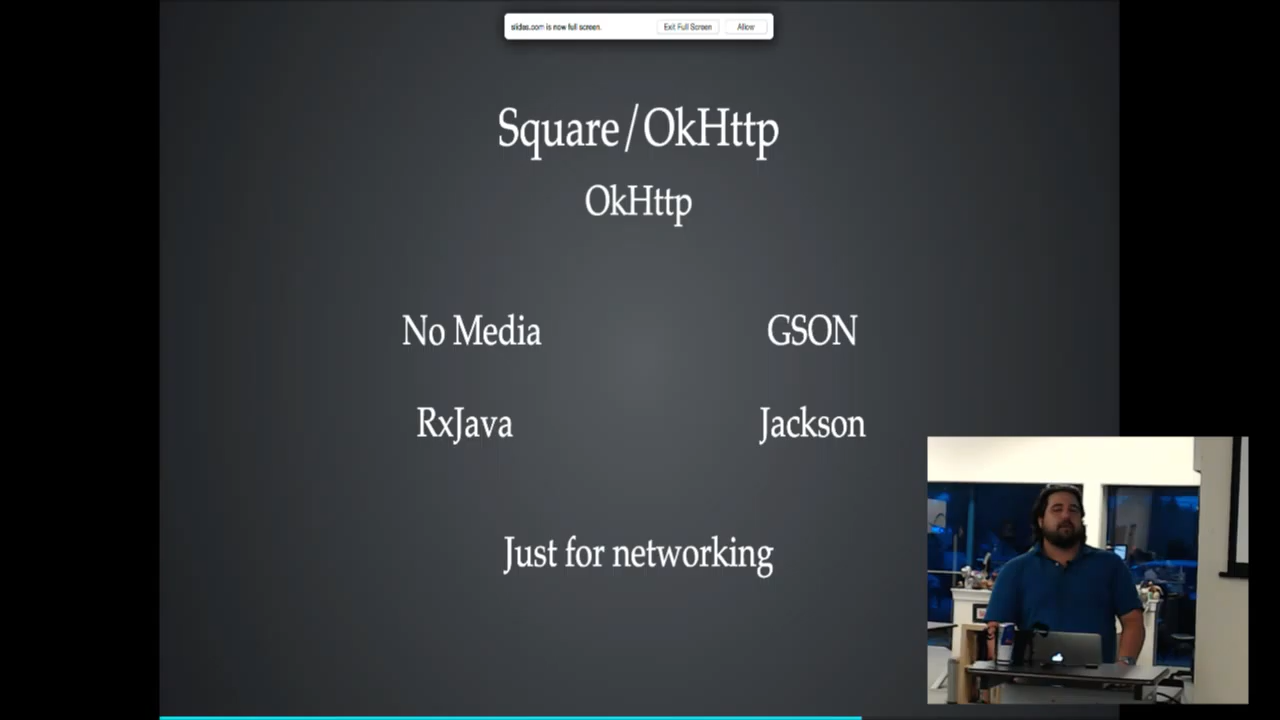 slides.com is now full screen.
Exit Full Screen
Allow
Square/OkHttp
OkHttp
No Media
GSON
RxJava
Jackson
Just for networking